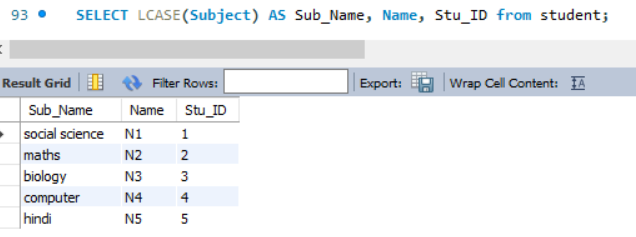 93 SELECT LCASE(Subject) AS Sub_Name, Name, Stu_ID from student;
Result Grid Filter Rows: Export: Wrap Cell Content:
Sub_Name Name Stu_ID
social science N1 1
maths N2 2
biology N3 3
computer N4 4
hindi N5 5